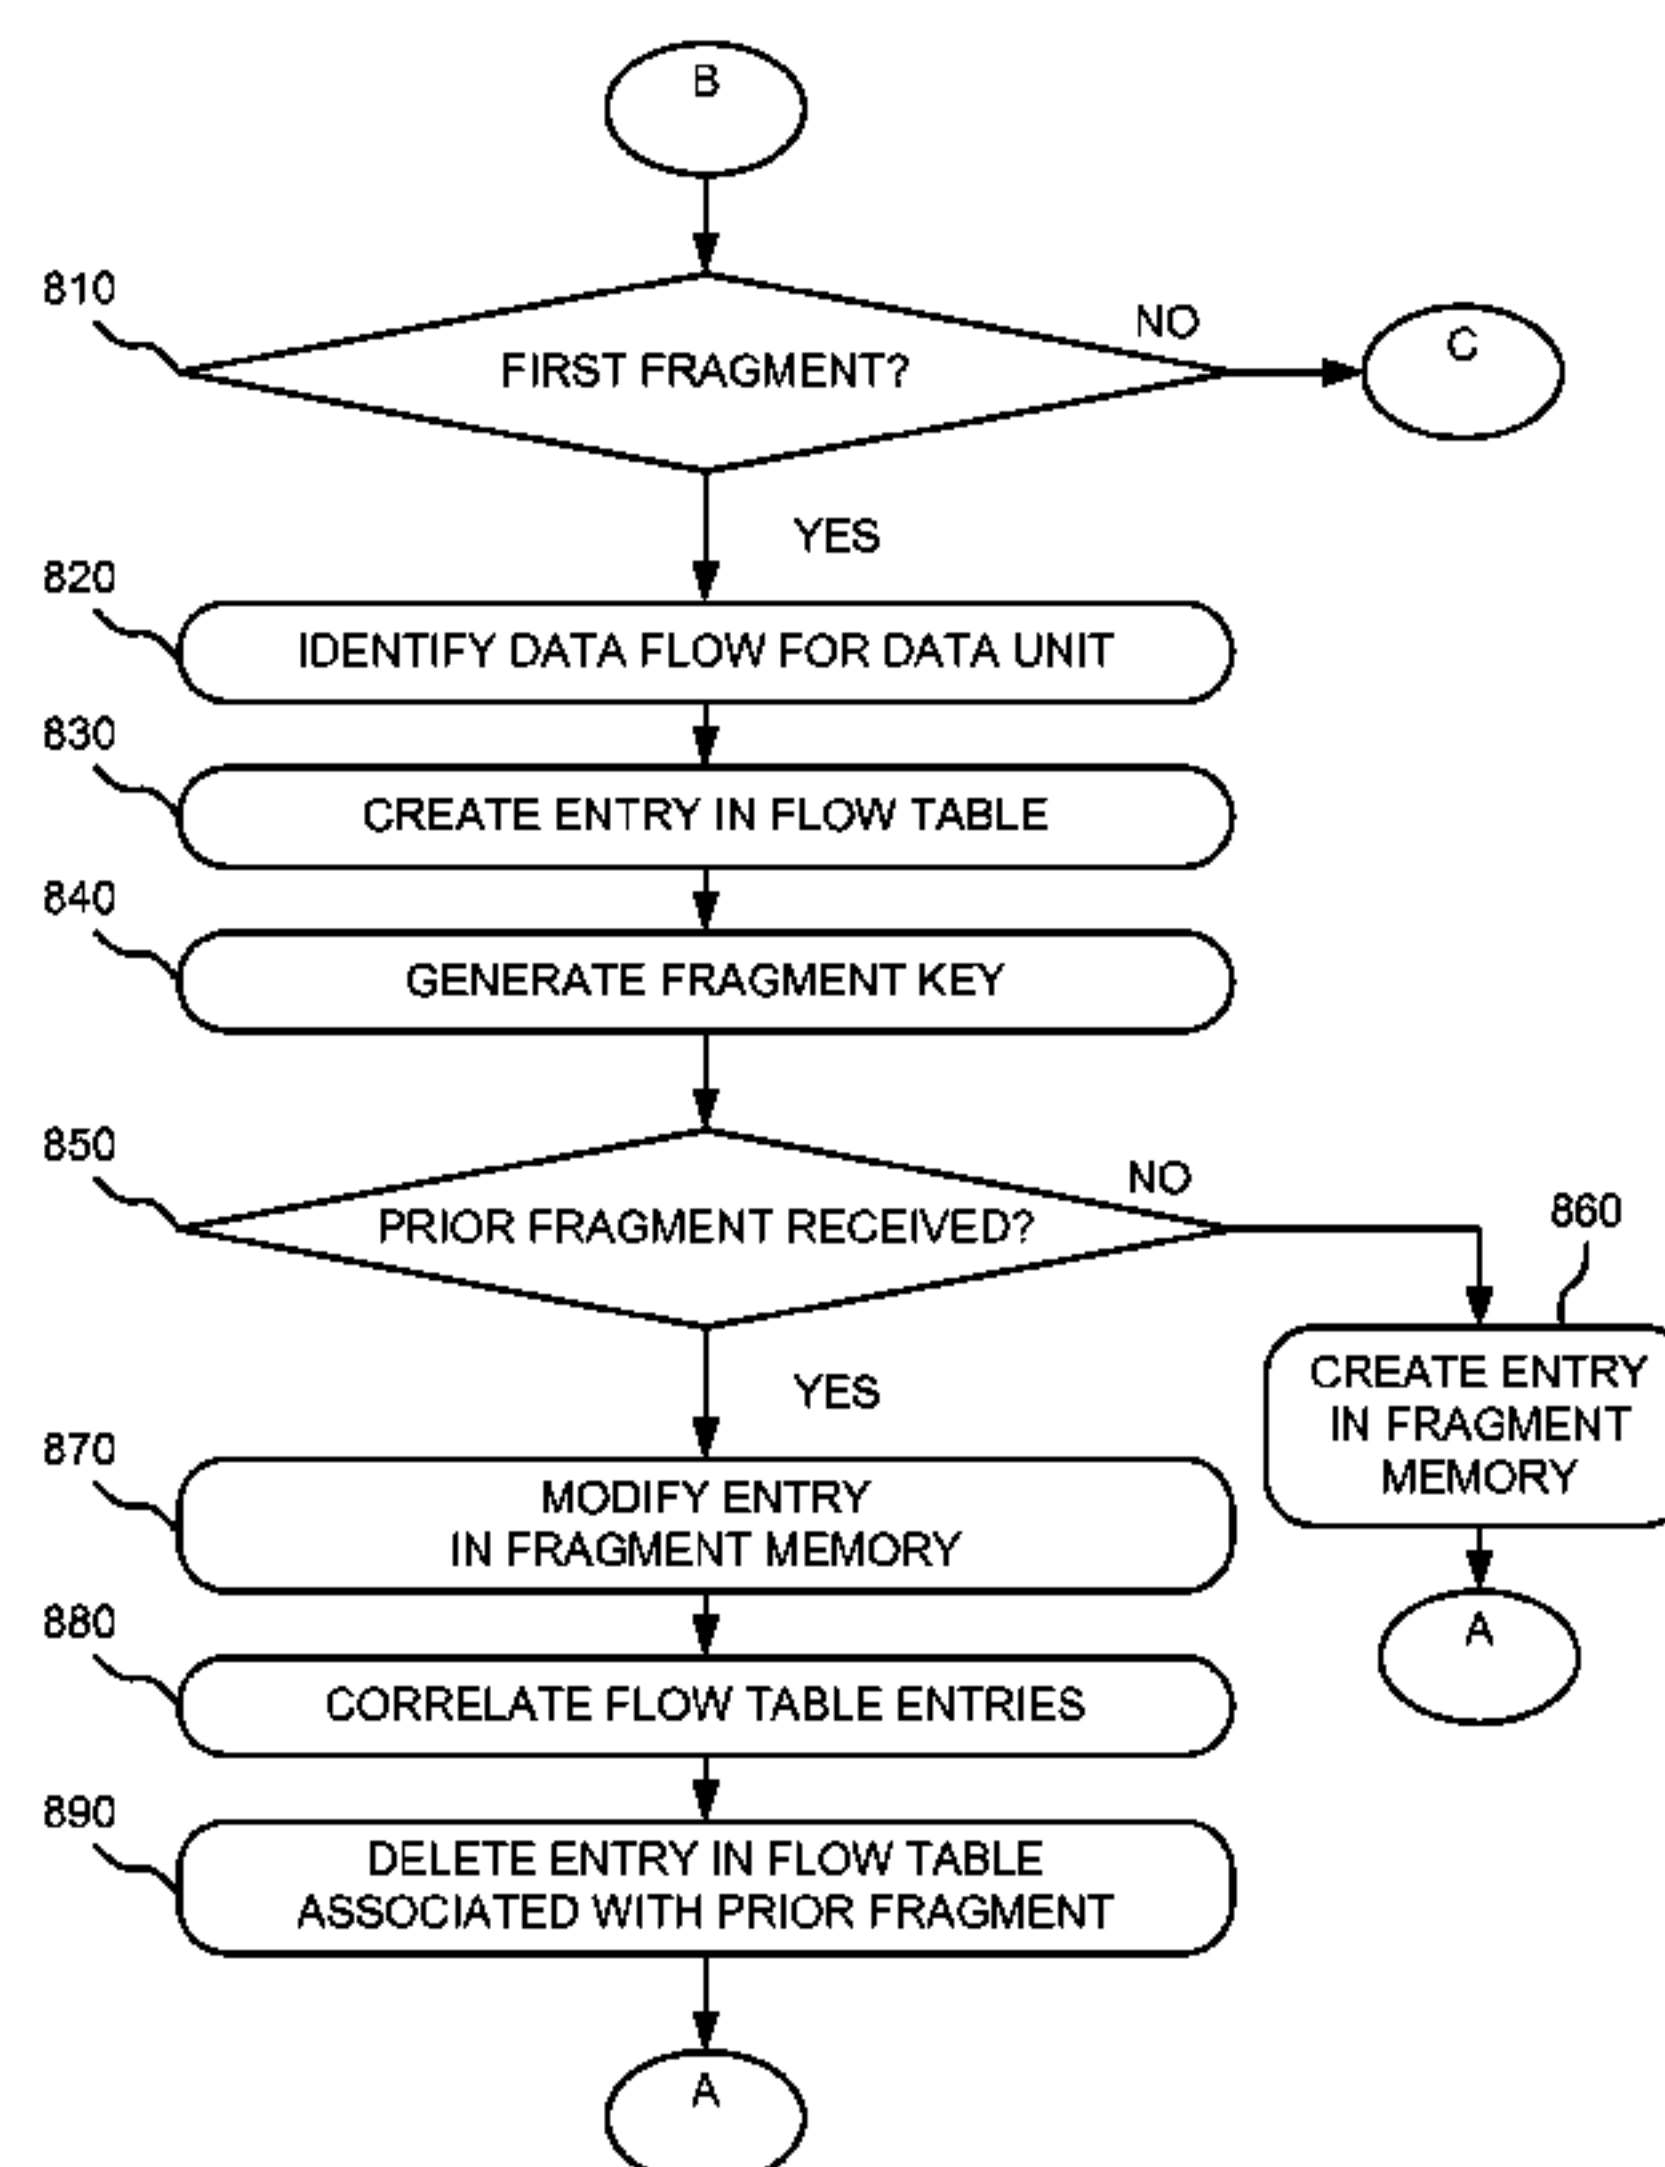 B
810
FIRST FRAGMENT?
NO
C
YES
820
IDENTIFY DATA FLOW FOR DATA UNIT
830
CREATE ENTRY IN FLOW TABLE
840
GENERATE FRAGMENT KEY
850
PRIOR FRAGMENT RECEIVED?
NO
860
CREATE ENTRY
IN FRAGMENT
MEMORY
A
YES
870
MODIFY ENTRY
IN FRAGMENT MEMORY
880
CORRELATE FLOW TABLE ENTRIES
890
DELETE ENTRY IN FLOW TABLE
ASSOCIATED WITH PRIOR FRAGMENT
A